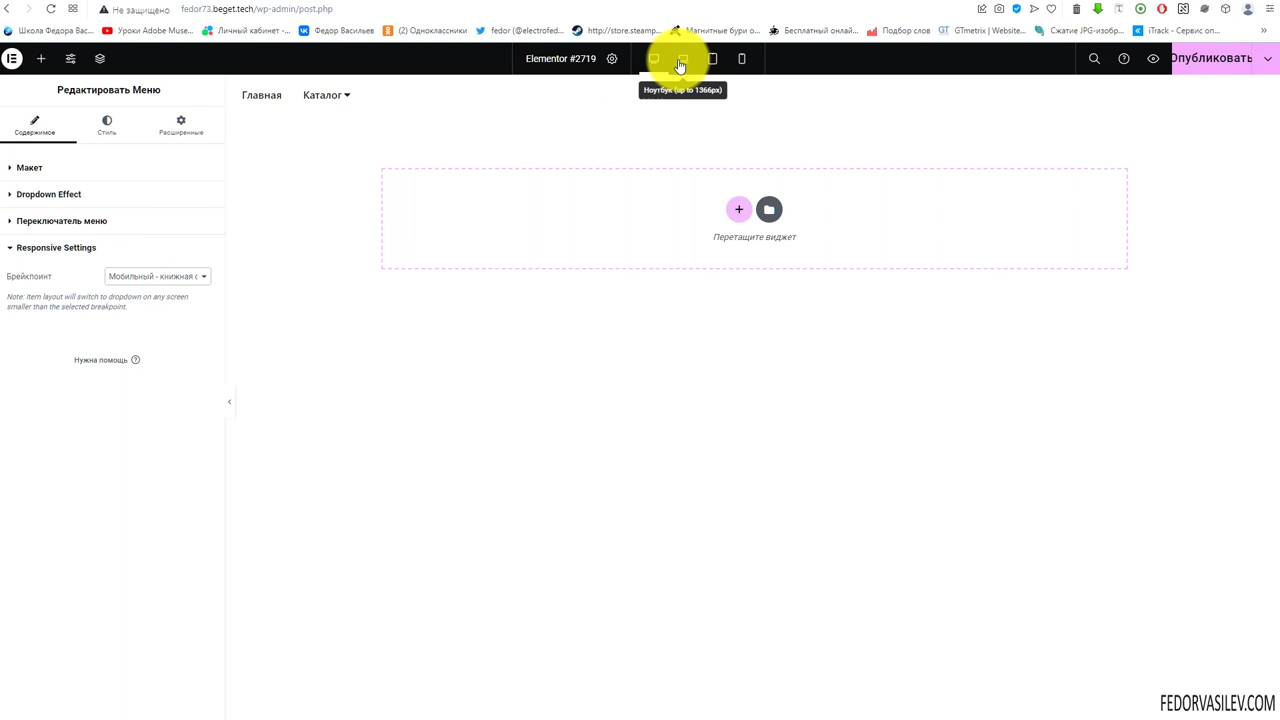 Не защищено fedor73.beget.tech/wp-admin/post.php
Школа Федора Вас... Уроки Adobe Muse... Личный кабинет -... Федор Васильев (2) Одноклассники fedor (@electrofed... http://store.steamp... Магнитные бури о... Бесплатный онлай... Подбор слов GTmetrix | Website... Сжатие JPG-изобр... iTrack - Сервис оп... »
Elementor #2719 Опубликовать
Ноутбук (up to 1366px)
Редактировать Меню
Главная Каталог
Содержимое Стиль Расширенные
Макет
Dropdown Effect
Переключатель меню
Перетащите виджет
Responsive Settings
Брейкпоинт Мобильный - книжная с
Note: Item layout will switch to dropdown on any screen
smaller than the selected breakpoint.
Нужна помощь
FEDORVASILEV.COM